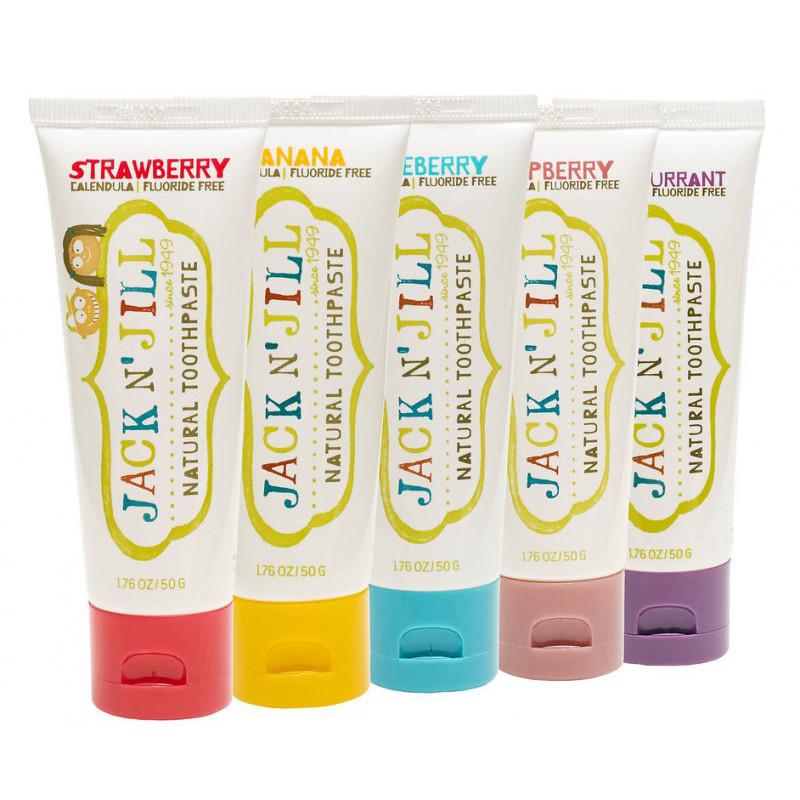 STRAWBERRY
CALENDULA | FLUORIDE FREE
JACK N' JILL
since 1949
NATURAL TOOTHPASTE
1.76 OZ / 50 G
ANANA
ULA | FLUORIDE FREE
JACK N' JILL
since 1949
NATURAL TOOTHPASTE
1.76 OZ / 50 G
EBERRY
A | FLUORIDE FREE
JACK N' JILL
since 1949
NATURAL TOOTHPASTE
1.76 OZ / 50 G
PBERRY
LA | FLUORIDE FREE
JACK N' JILL
since 1949
NATURAL TOOTHPASTE
1.76 OZ / 50 G
URRANT
FLUORIDE FREE
JACK N' JILL
since 1949
NATURAL TOOTHPASTE
1.76 OZ / 50 G